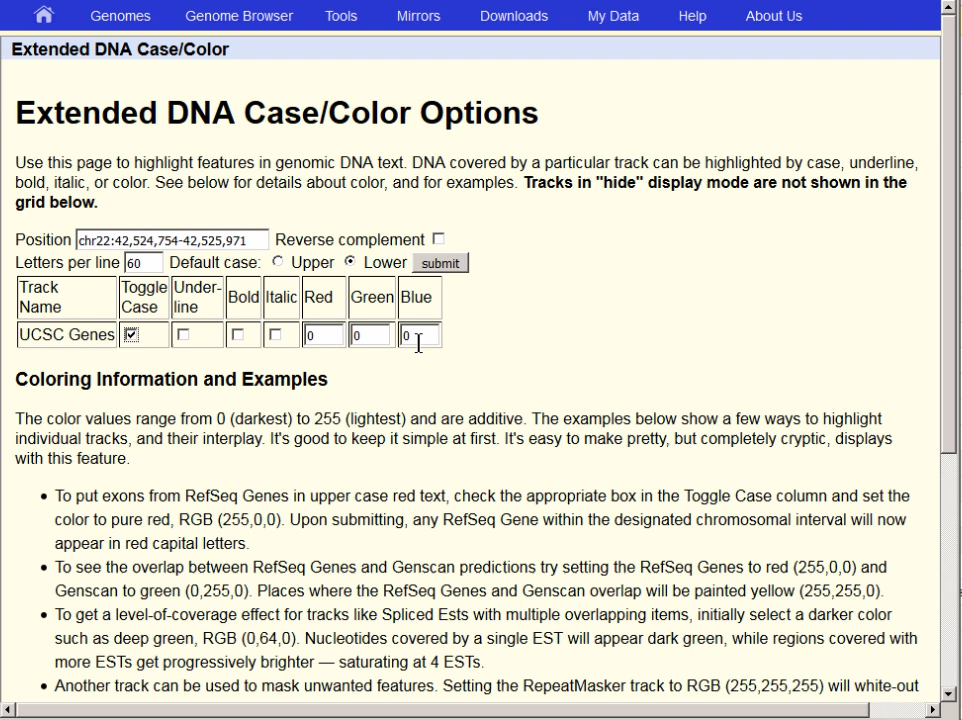 Genomes Genome Browser Tools Mirrors Downloads My Data Help About Us
Extended DNA Case/Color
Extended DNA Case/Color Options
Use this page to highlight features in genomic DNA text. DNA covered by a particular track can be highlighted by case, underline,
bold, italic, or color. See below for details about color, and for examples. Tracks in "hide" display mode are not shown in the
grid below.
Position chr22:42,524,754-42,525,971 Reverse complement
Letters per line 60 Default case: Upper Lower submit
Track Name Toggle Case Under-line Bold Italic Red Green Blue
UCSC Genes 0 0 0
Coloring Information and Examples
The color values range from 0 (darkest) to 255 (lightest) and are additive. The examples below show a few ways to highlight
individual tracks, and their interplay. It's good to keep it simple at first. It's easy to make pretty, but completely cryptic, displays
with this feature.
• To put exons from RefSeq Genes in upper case red text, check the appropriate box in the Toggle Case column and set the
color to pure red, RGB (255,0,0). Upon submitting, any RefSeq Gene within the designated chromosomal interval will now
appear in red capital letters.
• To see the overlap between RefSeq Genes and Genscan predictions try setting the RefSeq Genes to red (255,0,0) and
Genscan to green (0,255,0). Places where the RefSeq Genes and Genscan overlap will be painted yellow (255,255,0).
• To get a level-of-coverage effect for tracks like Spliced Ests with multiple overlapping items, initially select a darker color
such as deep green, RGB (0,64,0). Nucleotides covered by a single EST will appear dark green, while regions covered with
more ESTs get progressively brighter — saturating at 4 ESTs.
• Another track can be used to mask unwanted features. Setting the RepeatMasker track to RGB (255,255,255) will white-out